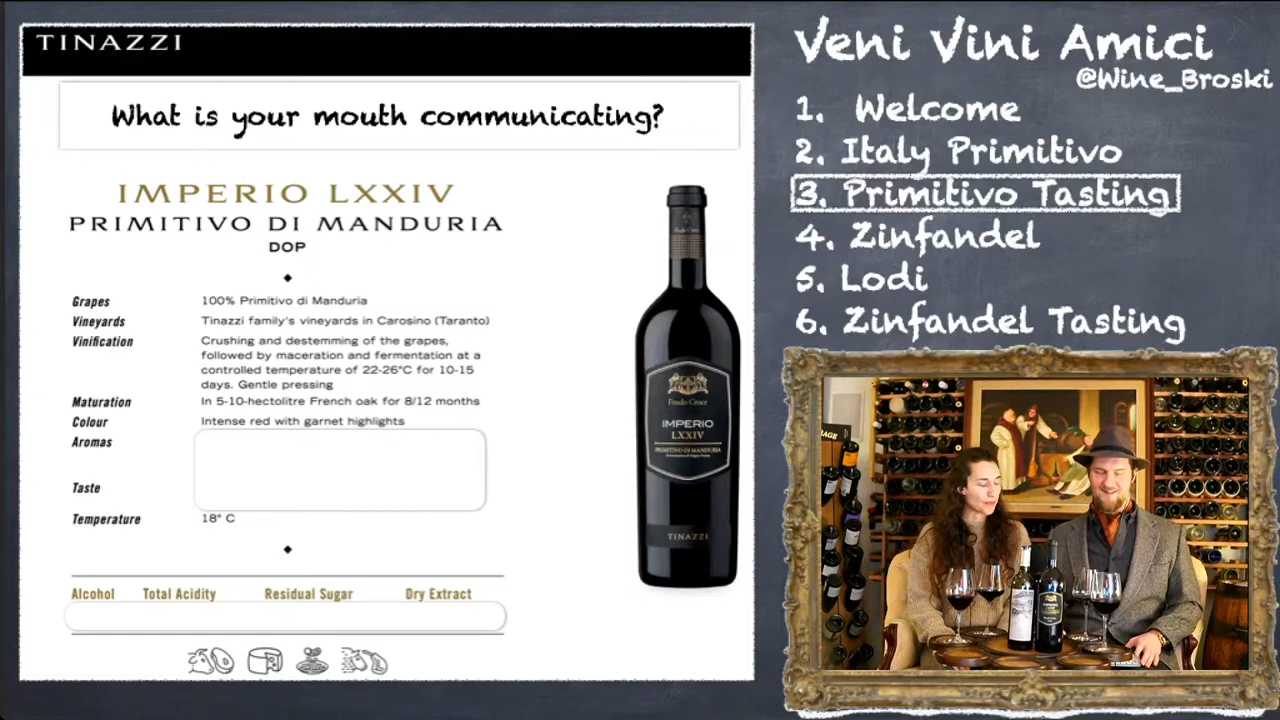 TINAZZI
What is your mouth communicating?
IMPERIO LXXIV
PRIMITIVO DI MANDURIA
DOP
Grapes 100% Primitivo di Manduria
Vineyards Tinazzi family's vineyards in Carosino (Taranto)
Vinification Crushing and destemming of the grapes,
followed by maceration and fermentation at a
controlled temperature of 22-26°C for 10-15
days. Gentle pressing
Maturation In 5-10-hectolitre French oak for 8/12 months
Colour Intense red with garnet highlights
Aromas
Taste
Temperature 18° C
Alcohol Total Acidity Residual Sugar Dry Extract
Feudo Croce
IMPERIO
LXXIV
PRIMITIVO DI MANDURIA
TINAZZI
Veni Vini Amici
@Wine_Broski
1. Welcome
2. Italy Primitivo
3. Primitivo Tasting
4. Zinfandel
5. Lodi
6. Zinfandel Tasting